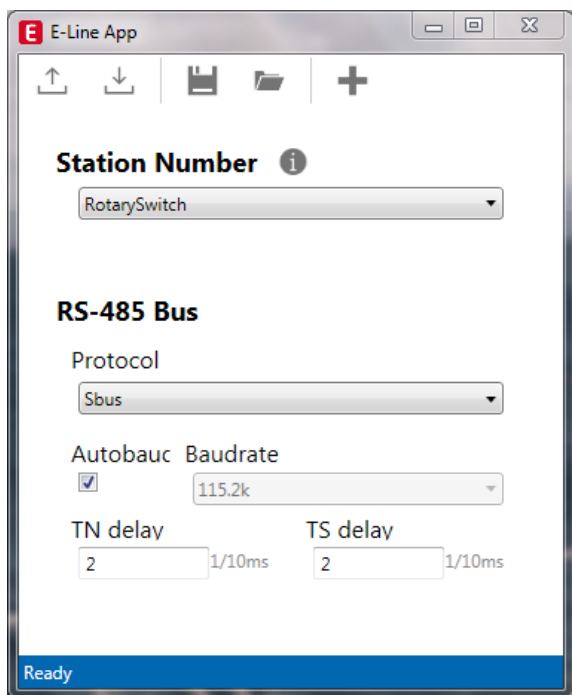 E E-Line App
Station Number i
RotarySwitch
RS-485 Bus
Protocol
Sbus
Autobauc Baudrate
115.2k
TN delay TS delay
2 1/10ms 2 1/10ms
Ready